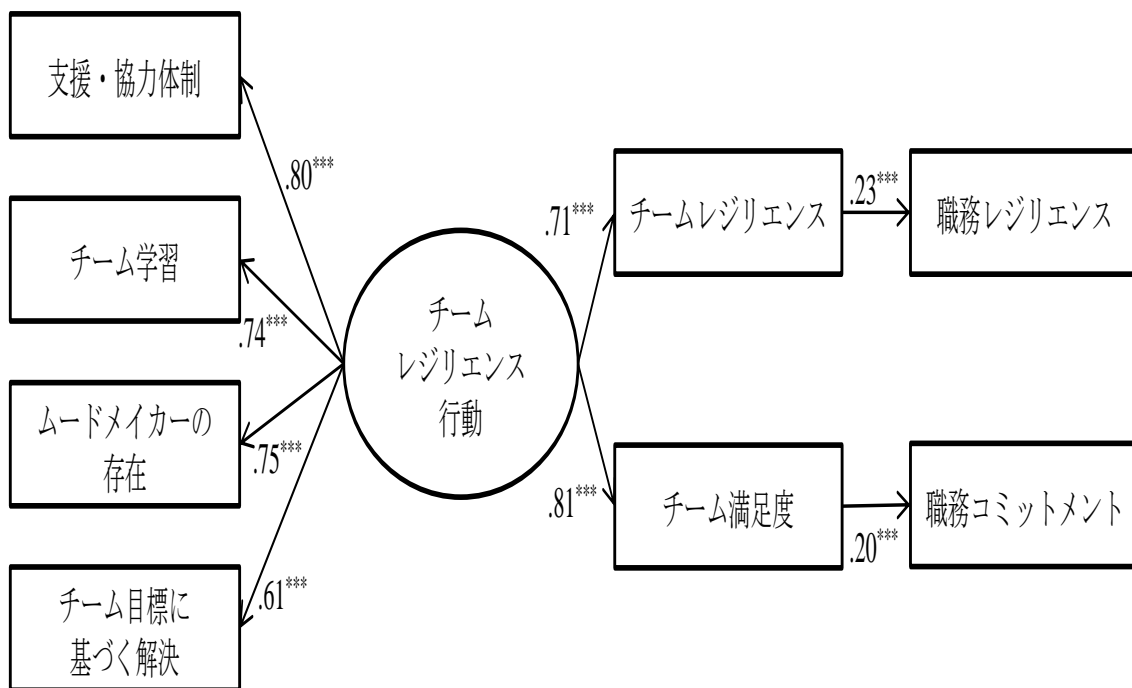 支援・協力体制
.80***
チーム学習
.74***
ムードメイカーの
存在
.75***
チーム目標に
基づく解決
.61***
チーム
レジリエンス
行動
.71***
チームレジリエンス
.23***
職務レジリエンス
.81***
チーム満足度
.20***
職務コミットメント